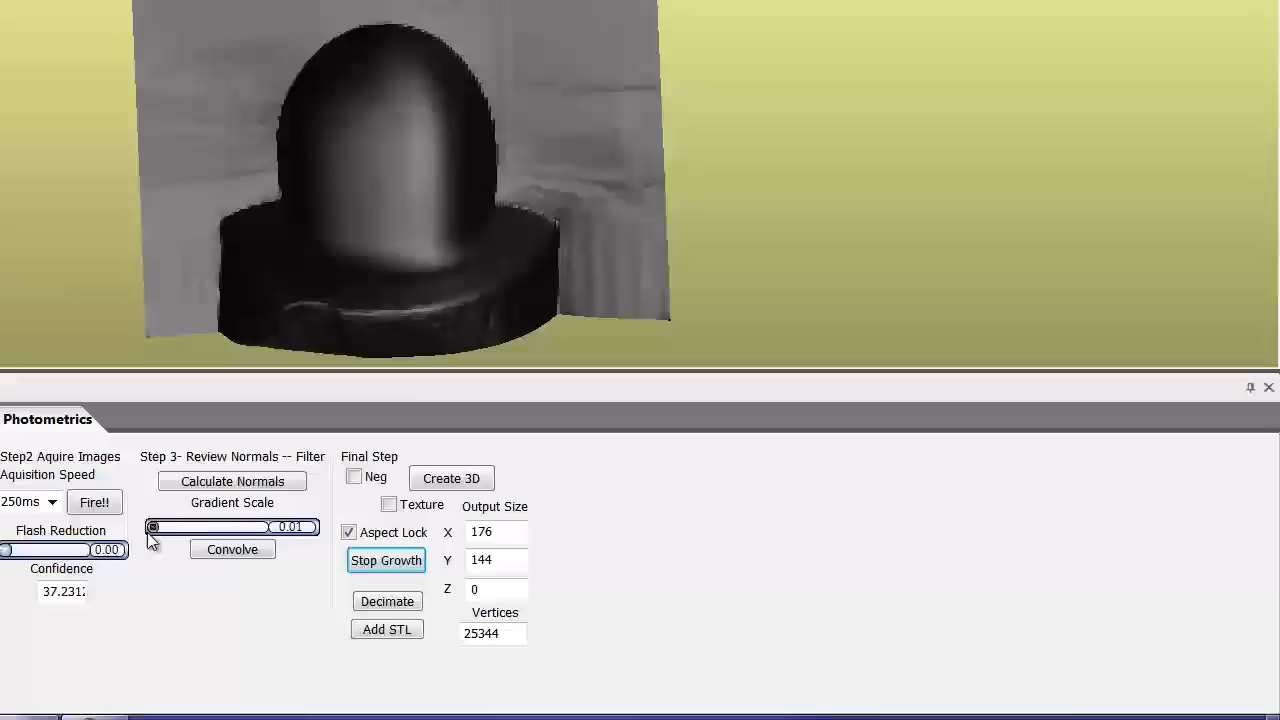 Photometrics
Step2 Aquire Images
Aquisition Speed
250ms
Fire!!
Flash Reduction
0.00
Confidence
37.231
Step 3- Review Normals -- Filter
Calculate Normals
Gradient Scale
0.01
Convolve
Final Step
Neg
Create 3D
Texture
Output Size
Aspect Lock
X
176
Stop Growth
Y
144
Z
0
Decimate
Vertices
Add STL
25344